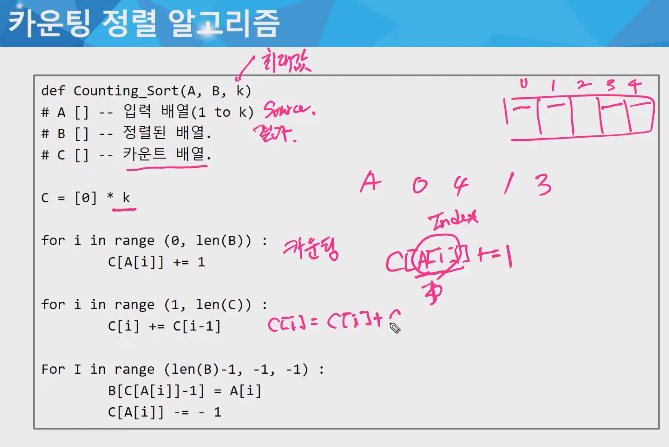 카운팅 정렬 알고리즘
최대값
def Counting_Sort(A, B, k)
# A [] -- 입력 배열(1 to k) Source.
# B [] -- 정렬된 배열. 결과.
# C [] -- 카운트 배열.
0 1 2 3 4
A 0 4 1 3
C = [0] * k
Index
for i in range (0, len(B)) : 카운팅
C[A[i]] += 1 C[A[i]] += 1
for i in range (1, len(C)) :
C[i] += C[i-1] C[i] = C[i] + C
For I in range (len(B)-1, -1, -1) :
B[C[A[i]]-1] = A[i]
C[A[i]] -= - 1